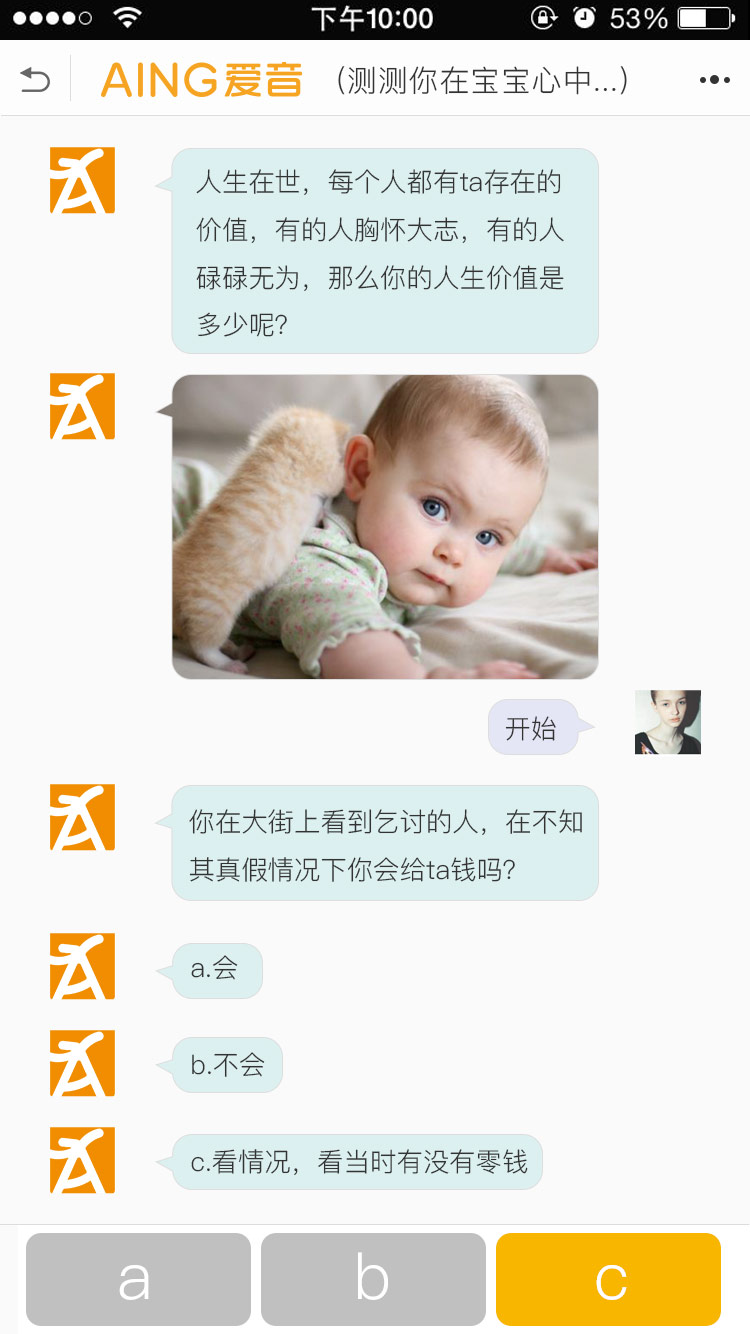 下午10:00
53%
AING爱音 (测测你在宝宝心中...)
人生在世，每个人都有ta存在的
价值，有的人胸怀大志，有的人
碌碌无为，那么你的人生价值是
多少呢?
开始
你在大街上看到乞讨的人，在不知
其真假情况下你会给ta钱吗?
a.会
b.不会
c.看情况，看当时有没有零钱
a
b
c